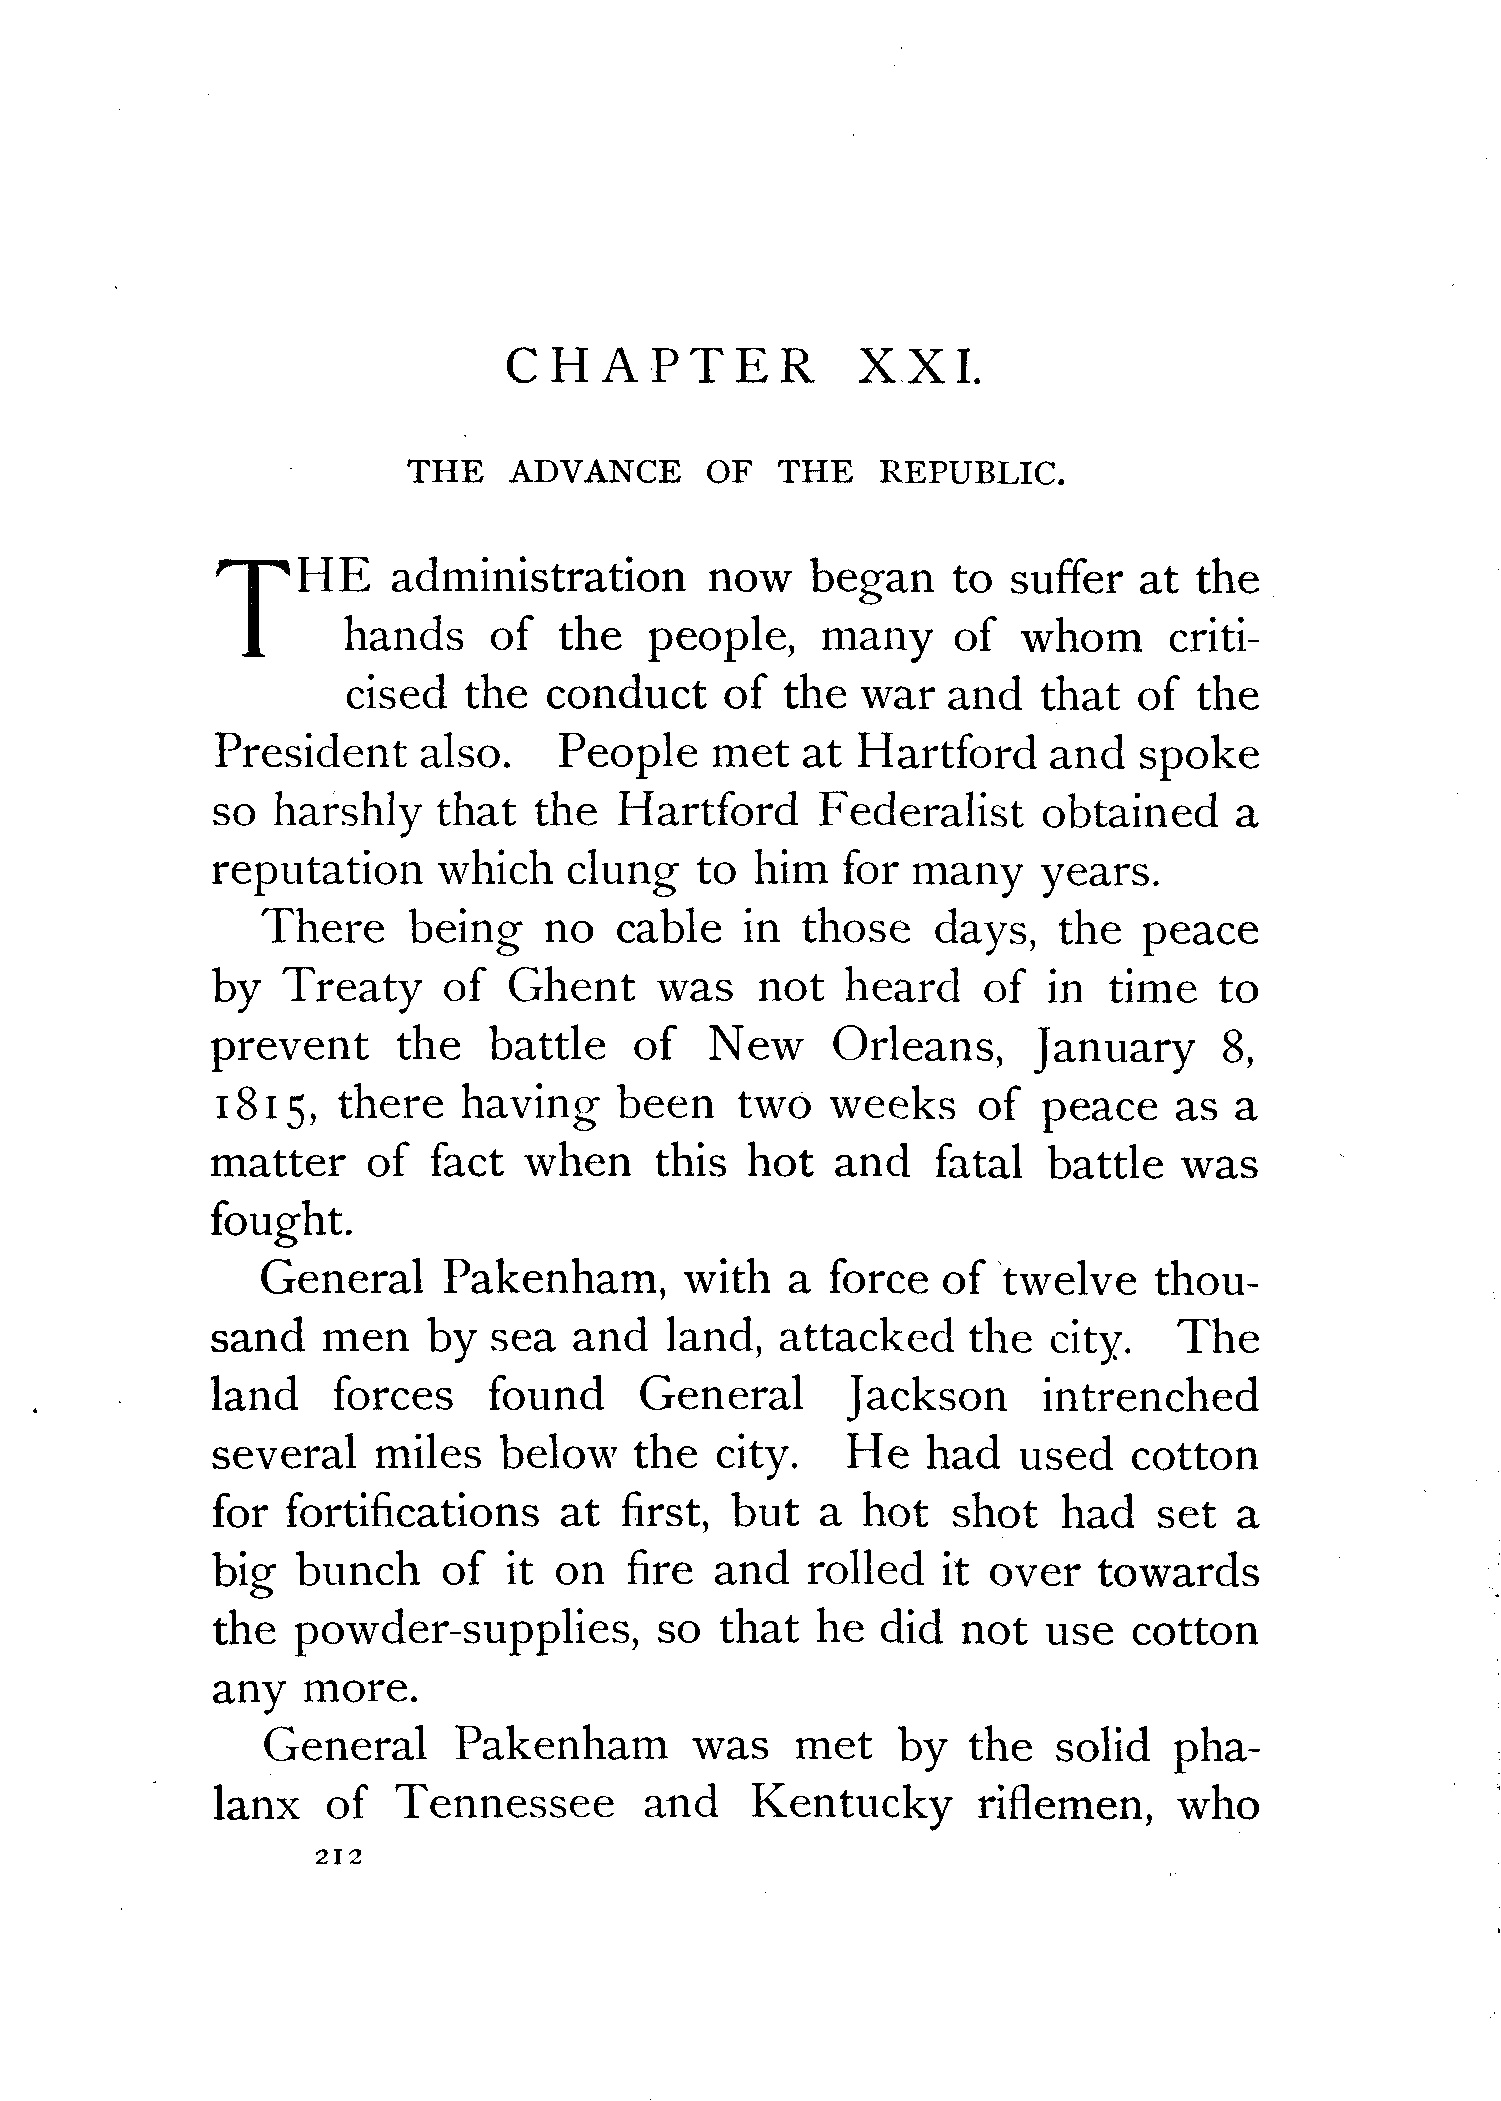 CHAPTER XXI.
THE ADVANCE OF THE REPUBLIC.
THE administration now began to suffer at the
hands of the people, many of whom criti-
cised the conduct of the war and that of the
President also. People met at Hartford and spoke
so harshly that the Hartford Federalist obtained a
reputation which clung to him for many years.
There being no cable in those days, the peace
by Treaty of Ghent was not heard of in time to
prevent the battle of New Orleans, January 8,
1815, there having been two weeks of peace as a
matter of fact when this hot and fatal battle was
fought.
General Pakenham, with a force of twelve thou-
sand men by sea and land, attacked the city. The
land forces found General Jackson intrenched
several miles below the city. He had used cotton
for fortifications at first, but a hot shot had set a
big bunch of it on fire and rolled it over towards
the powder-supplies, so that he did not use cotton
any more.
General Pakenham was met by the solid pha-
lanx of Tennessee and Kentucky riflemen, who
212